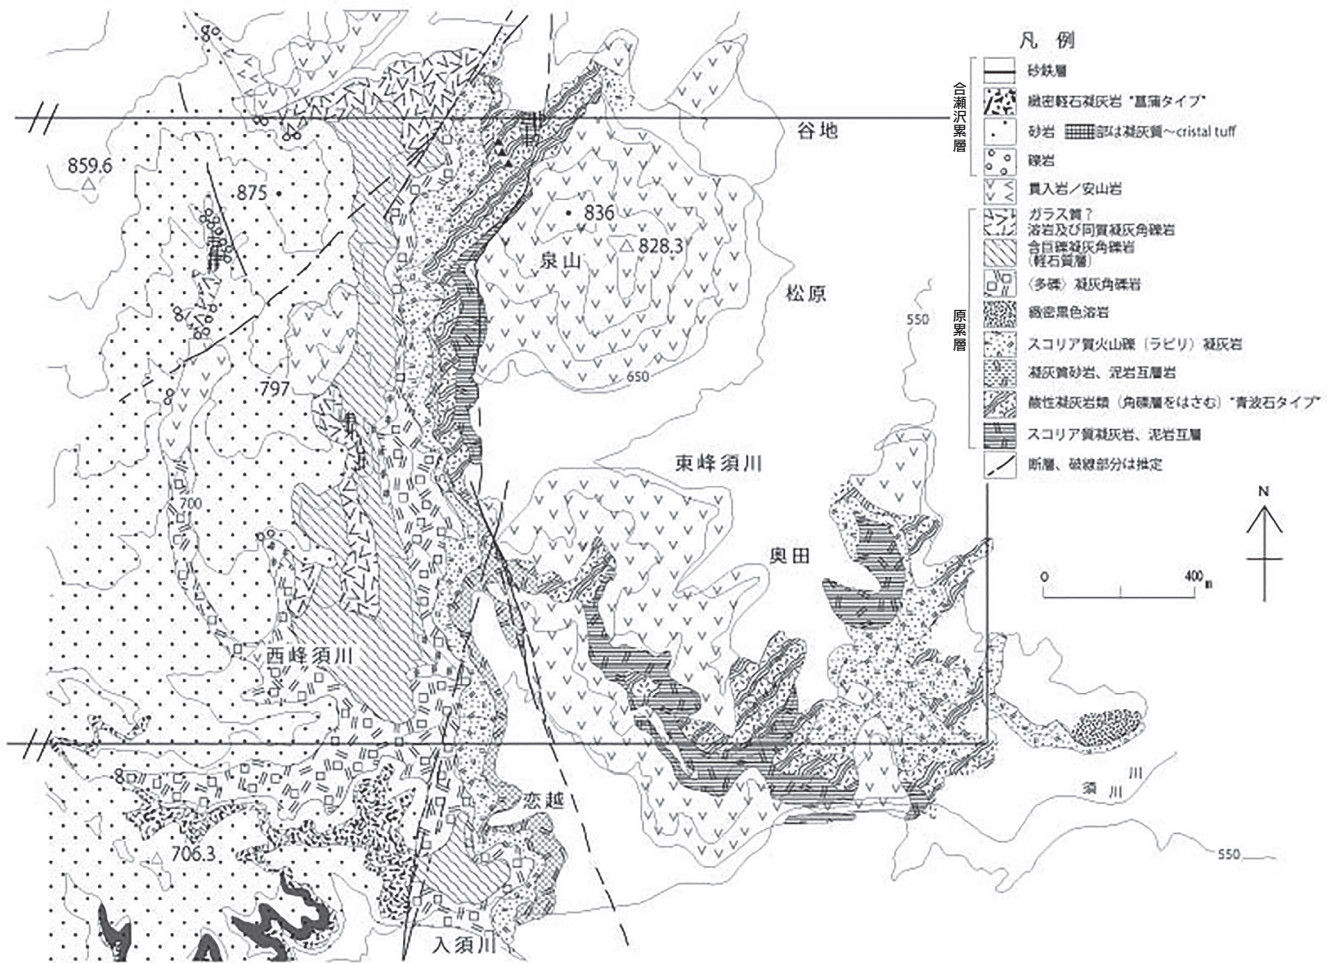 凡 例
合瀬沢累層
砂鉄層
緻密軽石凝灰岩 "菖蒲タイプ"
砂岩 部は凝灰質~cristal tuff
礫岩
貫入岩/安山岩
原累層
ガラス質?
溶岩及び同質凝灰角礫岩
含巨礫凝灰角礫岩
(軽石質層)
〈多礫〉凝灰角礫岩
緻密黒色溶岩
スコリア質火山礫(ラピリ)凝灰岩
凝灰質砂岩、泥岩互層岩
酸性凝灰岩類(角礫層をはさむ)"青波石タイプ"
スコリア質凝灰岩、泥岩互層
断層、破線部分は推定
谷地
859.6
875
836
828.3
泉山
松原
550
650
797
東峰須川
700
奥田
N
0
400 m
西峰須川
恋越
須 川
川
706.3
550
入須川